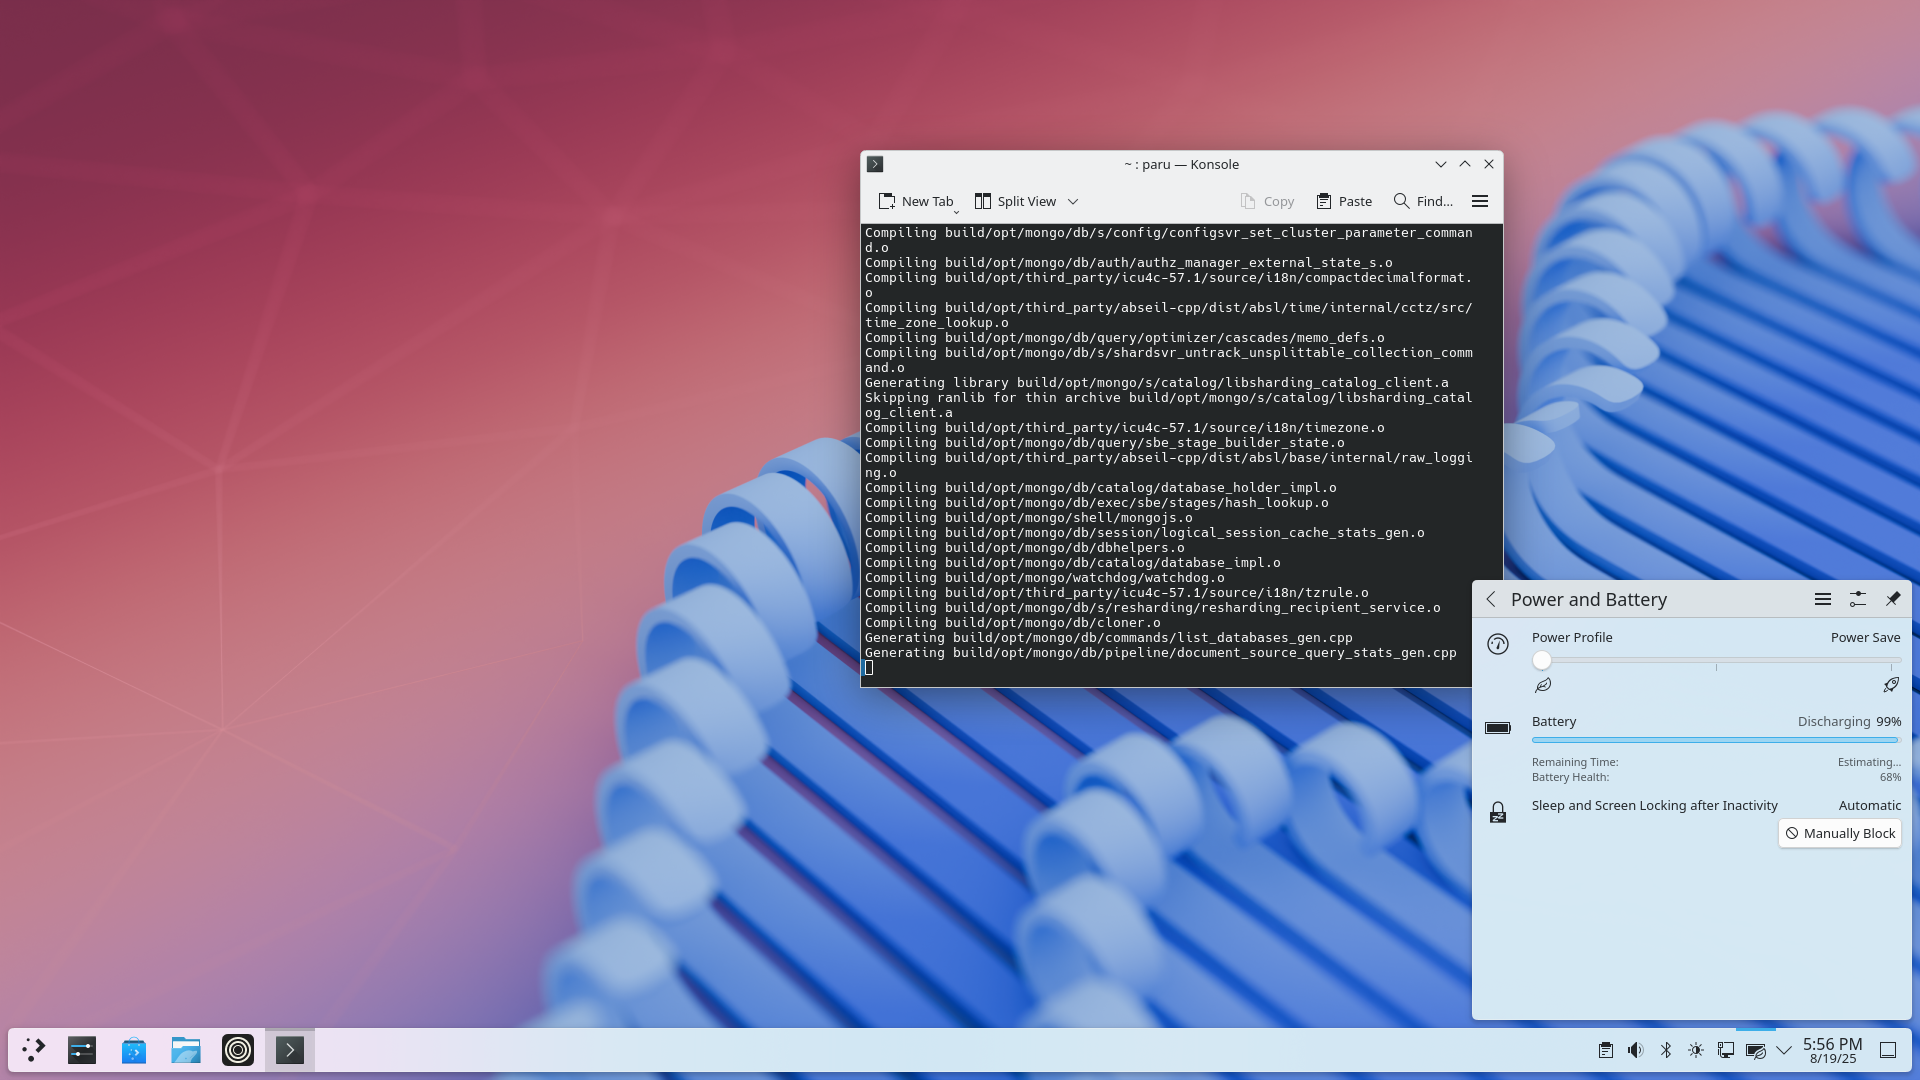 ~ : paru — Konsole
New Tab
Split View
Copy
Paste
Find...
Compiling build/opt/mongo/db/s/config/configsvr_set_cluster_parameter_comman
d.o
Compiling build/opt/mongo/db/auth/authz_manager_external_state_s.o
Compiling build/opt/third_party/icu4c-57.1/source/i18n/compactdecimalformat.
o
Compiling build/opt/third_party/abseil-cpp/dist/absl/time/internal/cctz/src/
time_zone_lookup.o
Compiling build/opt/mongo/db/query/optimizer/cascades/memo_defs.o
Compiling build/opt/mongo/db/s/shardsvr_untrack_unsplittable_collection_comm
and.o
Generating library build/opt/mongo/s/catalog/libsharding_catalog_client.a
Skipping ranlib for thin archive build/opt/mongo/s/catalog/libsharding_catal
og_client.a
Compiling build/opt/third_party/icu4c-57.1/source/i18n/timezone.o
Compiling build/opt/mongo/db/query/sbe_stage_builder_state.o
Compiling build/opt/third_party/abseil-cpp/dist/absl/base/internal/raw_loggi
ng.o
Compiling build/opt/mongo/db/catalog/database_holder_impl.o
Compiling build/opt/mongo/db/exec/sbe/stages/hash_lookup.o
Compiling build/opt/mongo/shell/mongojs.o
Compiling build/opt/mongo/db/session/logical_session_cache_stats_gen.o
Compiling build/opt/mongo/db/dbhelpers.o
Compiling build/opt/mongo/db/catalog/database_impl.o
Compiling build/opt/mongo/watchdog/watchdog.o
Compiling build/opt/third_party/icu4c-57.1/source/i18n/tzrule.o
Compiling build/opt/mongo/db/s/resharding/resharding_recipient_service.o
Compiling build/opt/mongo/db/cloner.o
Generating build/opt/mongo/db/commands/list_databases_gen.cpp
Generating build/opt/mongo/db/pipeline/document_source_query_stats_gen.cpp
Power and Battery
Power Profile Power Save
Battery Discharging 99%
Remaining Time: Estimating...
Battery Health: 68%
Sleep and Screen Locking after Inactivity Automatic
Manually Block
5:56 PM
8/19/25